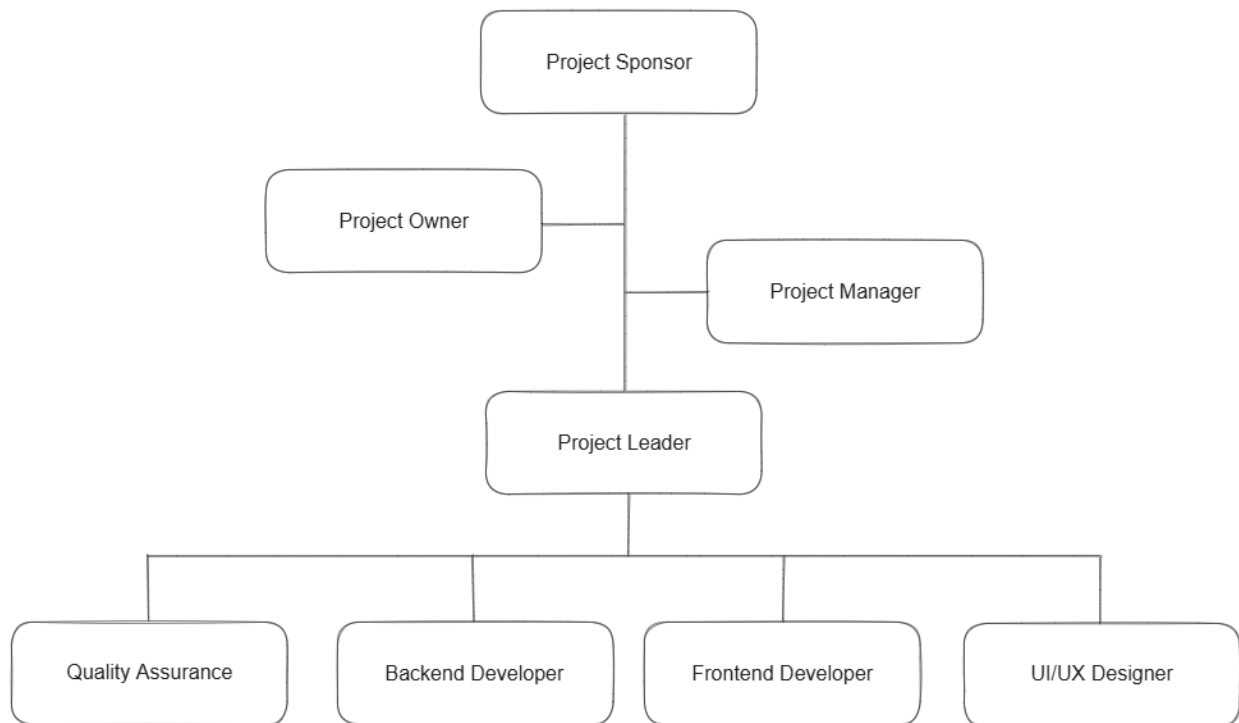 Project Sponsor
Project Owner
Project Manager
Project Leader
Quality Assurance
Backend Developer
Frontend Developer
UI/UX Designer